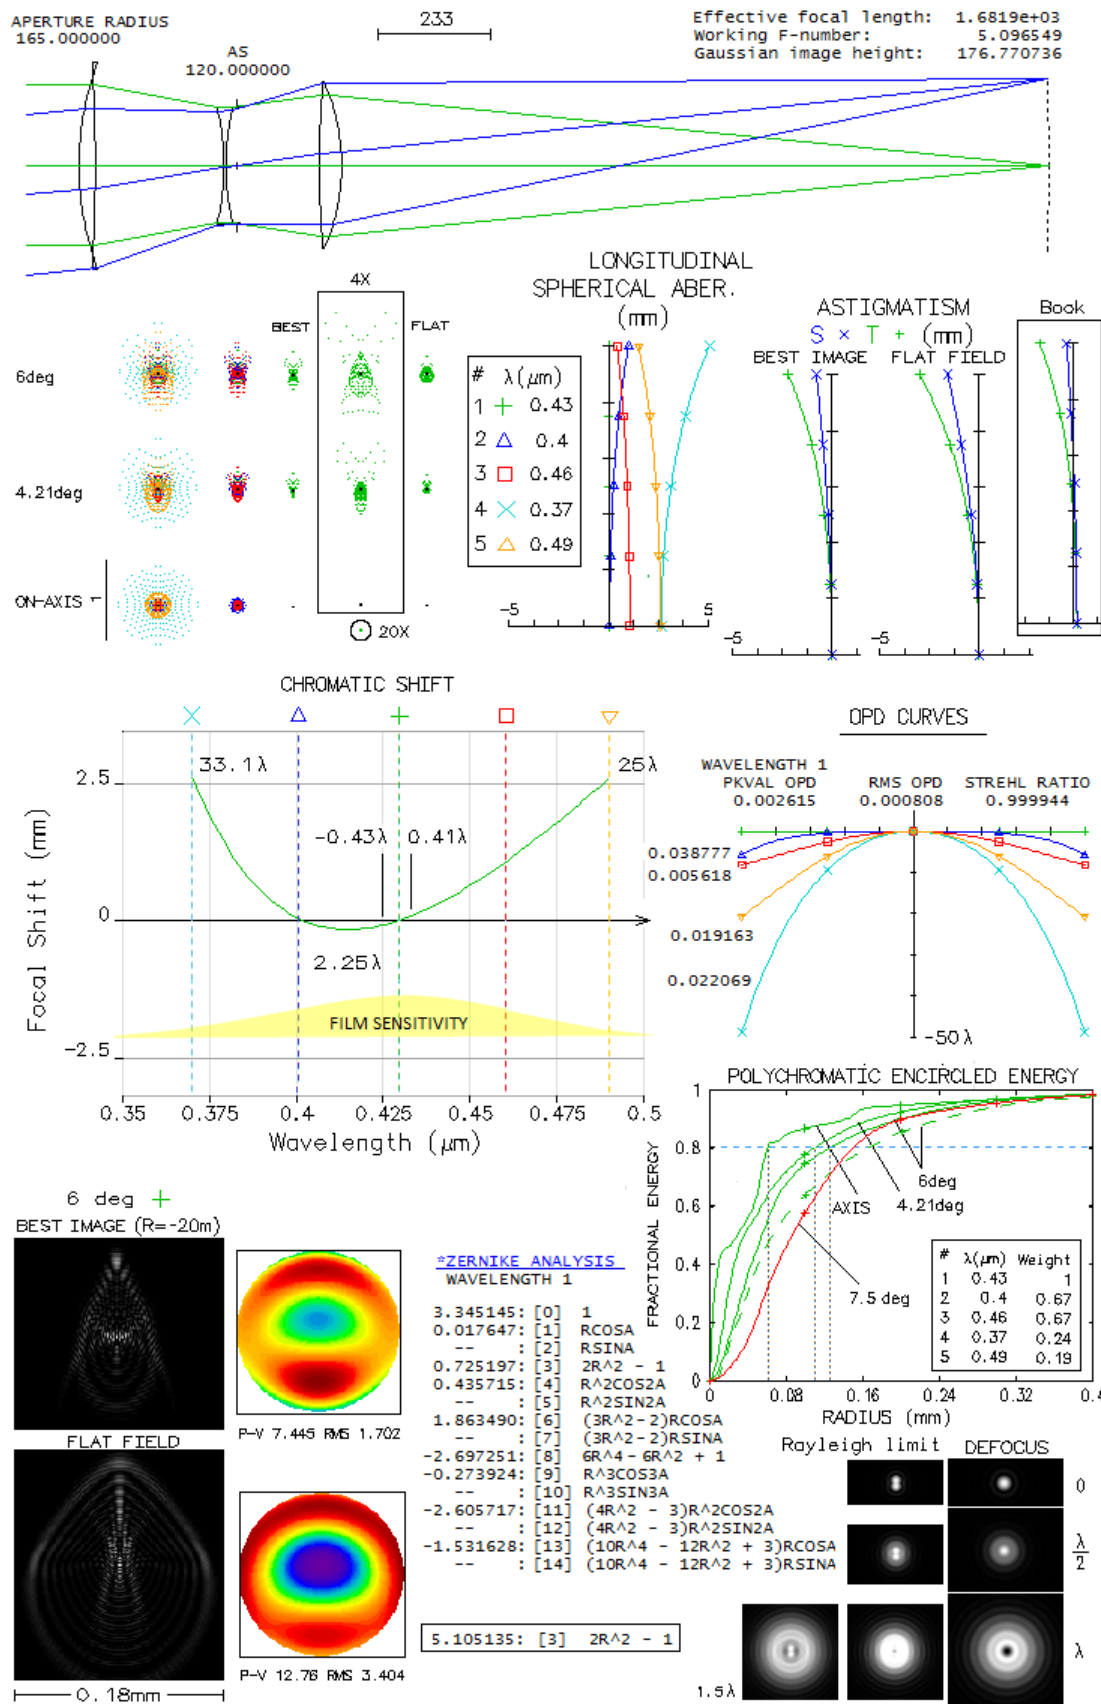 APERTURE RADIUS
165.000000
AS
120.000000
233
Effective focal length: 1.6819e+03
Working F-number: 5.096549
Gaussian image height: 176.770736
LONGITUDINAL
SPHERICAL ABER.
(mm)
ASTIGMATISM
S × T + (mm)
BEST IMAGE
FLAT FIELD
Book
4X
BEST
FLAT
6deg
4.21deg
ON-AXIS
1
20X
# λ(μm)
1 + 0.43
2 △ 0.4
3 □ 0.46
4 × 0.37
5 △ 0.49
-5
5
-5
-5
CHROMATIC SHIFT
Focal Shift (mm)
2.5
0
-2.5
33.1λ
25λ
-0.43λ
0.41λ
2.25λ
FILM SENSITIVITY
0.35
0.375
0.4
0.425
0.45
0.475
0.5
Wavelength (μm)
OPD CURVES
WAVELENGTH 1
PKVAL OPD RMS OPD STREHL RATIO
0.002615 0.000808 0.999944
0.038777
0.005618
0.019163
0.022069
-50λ
POLYCHROMATIC ENCIRCLED ENERGY
FRACTIONAL ENERGY
1
0.8
0.6
0.4
0.2
0
6deg
4.21deg
AXIS
7.5 deg
# λ(μm) Weight
1 0.43 1
2 0.4 0.67
3 0.46 0.67
4 0.37 0.24
5 0.49 0.19
0
0.08
0.16
0.24
0.32
0.4
RADIUS (mm)
6 deg +
BEST IMAGE (R=-20m)
P-V 7.445 RMS 1.702
FLAT FIELD
P-V 12.76 RMS 3.404
0.18mm
*ZERNIKE ANALYSIS
WAVELENGTH 1
3.345145: [0] 1
0.017647: [1] RCOSA
-- : [2] RSINA
0.725197: [3] 2R^2 - 1
0.435715: [4] R^2COS2A
-- : [5] R^2SIN2A
1.863490: [6] (3R^2-2)RCOSA
-- : [7] (3R^2-2)RSINA
-2.697251: [8] 6R^4-6R^2 + 1
-0.273924: [9] R^3COS3A
-- : [10] R^3SIN3A
-2.605717: [11] (4R^2 - 3)R^2COS2A
-- : [12] (4R^2 - 3)R^2SIN2A
-1.531628: [13] (10R^4 - 12R^2 + 3)RCOSA
-- : [14] (10R^4 - 12R^2 + 3)RSINA
5.105135: [3] 2R^2 - 1
Rayleigh limit
DEFOCUS
0
λ
2
λ
1.5λ